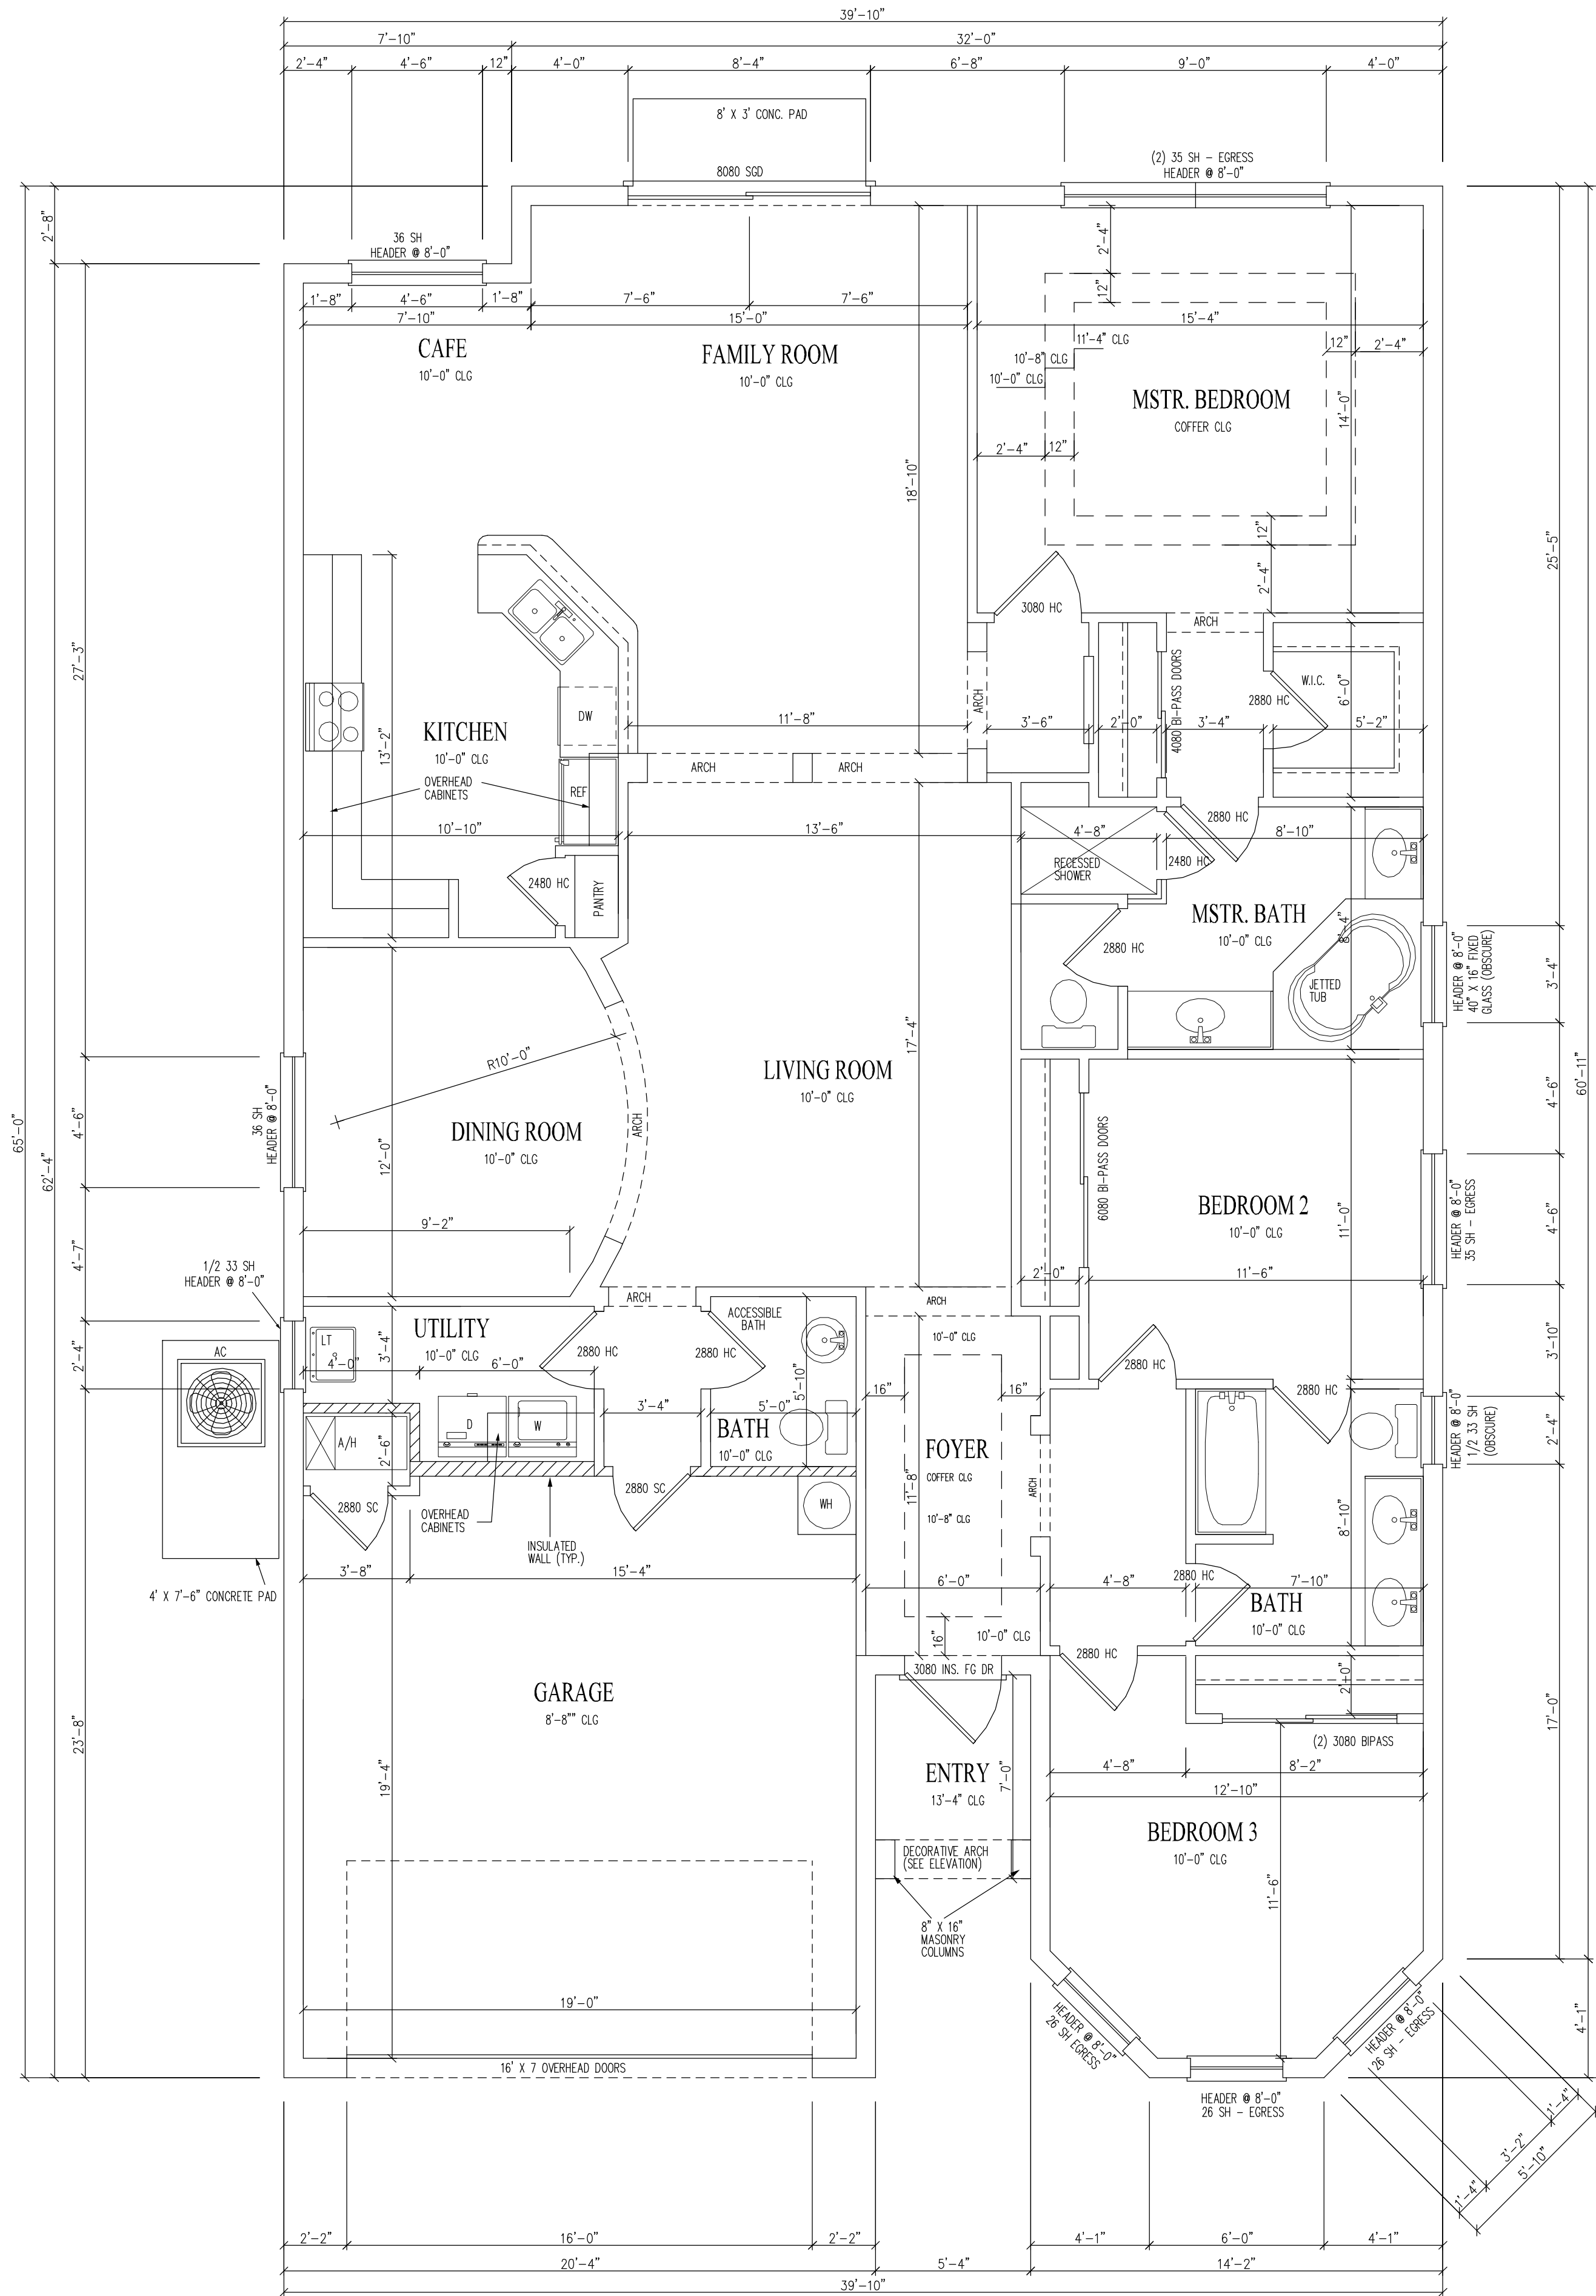 39'-10"
7'-10" 32'-0"
2'-4" 4'-6" 12" 4'-0" 8'-4" 6'-8" 9'-0" 4'-0"
8' X 3' CONC. PAD
8080 SGD
(2) 35 SH - EGRESS
HEADER @ 8'-0"
36 SH
HEADER @ 8'-0"
2'-8"
2'-4"
12"
1'-8" 4'-6" 1'-8" 7'-6" 7'-6"
7'-10" 15'-0" 15'-4"
CAFE
10'-0" CLG
FAMILY ROOM
10'-0" CLG
11'-4" CLG
10'-8" CLG
10'-0" CLG
12" 2'-4"
MSTR. BEDROOM
COFFER CLG
14'-0"
2'-4" 12"
18'-10"
12"
2'-4"
25'-5"
3080 HC
ARCH
27'-3"
KITCHEN
10'-0" CLG
13'-2"
OVERHEAD
CABINETS
DW
REF
11'-8"
ARCH
ARCH
ARCH
3'-6" 2'-0" 3'-4" 5'-2"
4080 BI-PASS DOORS
W.I.C.
2880 HC
6'-0"
10'-10" 13'-6" 4'-8" 8'-10"
2880 HC
2480 HC
RECESSED
SHOWER
2480 HC
PANTRY
MSTR. BATH
10'-0" CLG
2880 HC
JETTED
TUB
HEADER @ 8'-0"
40" X 16" FIXED
GLASS (OBSCURE)
3'-4"
17'-4"
R10'-0"
LIVING ROOM
10'-0" CLG
DINING ROOM
10'-0" CLG
ARCH
12'-0"
9'-2"
36 SH
HEADER @ 8'-0"
4'-6"
65'-0"
62'-4"
4'-7"
4'-6"
60'-11"
6080 BI-PASS DOORS
BEDROOM 2
10'-0" CLG
11'-0"
HEADER @ 8'-0"
35 SH - EGRESS
4'-6"
2'-0" 11'-6"
1/2 33 SH
HEADER @ 8'-0"
ARCH
ARCH
ACCESSIBLE
BATH
UTILITY
10'-0" CLG
LT
3'-4"
4'-0" 6'-0"
2880 HC
2880 HC
5'-10"
10'-0" CLG
2'-4"
3'-10"
AC
16" 16"
2880 HC
2880 HC
D
W
3'-4" 5'-0"
BATH
10'-0" CLG
A/H
2'-6"
FOYER
COFFER CLG
10'-8" CLG
11'-8"
ARCH
HEADER @ 8'-0"
1/2 33 SH
(OBSCURE)
2'-4"
2880 SC
OVERHEAD
CABINETS
2880 SC
WH
INSULATED
WALL (TYP.)
8'-10"
4' X 7'-6" CONCRETE PAD
3'-8" 15'-4" 6'-0" 4'-8" 7'-10"
2880 HC
BATH
10'-0" CLG
16"
10'-0" CLG
3080 INS. FG DR
2880 HC
2'-0"
GARAGE
8'-8"" CLG
23'-8"
19'-4"
17'-0"
(2) 3080 BIPASS
ENTRY
13'-4" CLG
7'-0"
4'-8" 8'-2"
12'-10"
BEDROOM 3
10'-0" CLG
11'-6"
DECORATIVE ARCH
(SEE ELEVATION)
8" X 16"
MASONRY
COLUMNS
19'-0"
16' X 7 OVERHEAD DOORS
HEADER @ 8'-0"
26 SH EGRESS
HEADER @ 8'-0"
26 SH - EGRESS
HEADER @ 8'-0"
26 SH - EGRESS
4'-1"
1'-4"
3'-2"
5'-10"
1'-4"
2'-2" 16'-0" 2'-2" 4'-1" 6'-0" 4'-1"
20'-4" 5'-4" 14'-2"
39'-10"